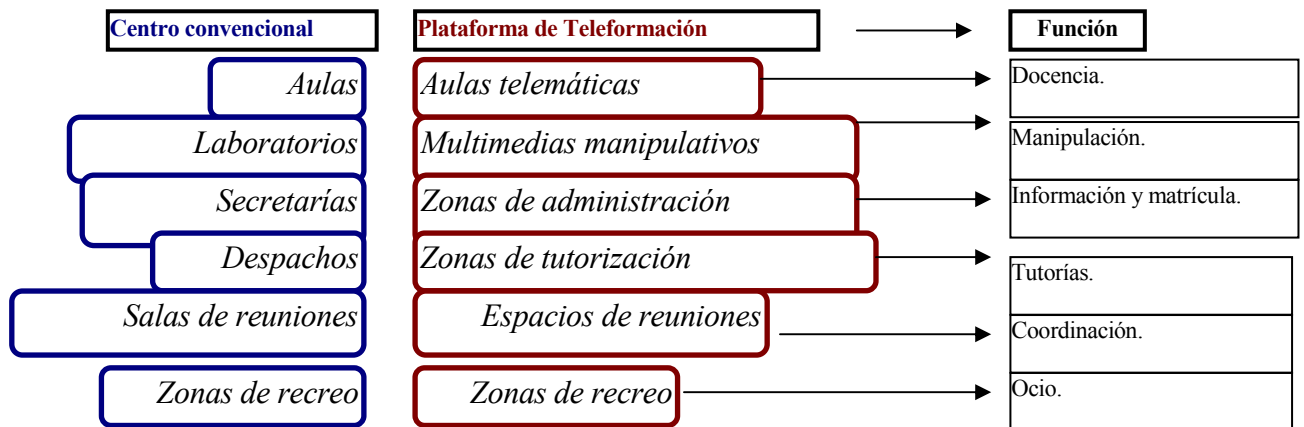 Centro convencional Plataforma de Teleformación Función
Aulas Aulas telemáticas Docencia.
Laboratorios Multimedias manipulativos Manipulación.
Secretarías Zonas de administración Información y matrícula.
Despachos Zonas de tutorización Tutorías.
Salas de reuniones Espacios de reuniones Coordinación.
Zonas de recreo Zonas de recreo Ocio.